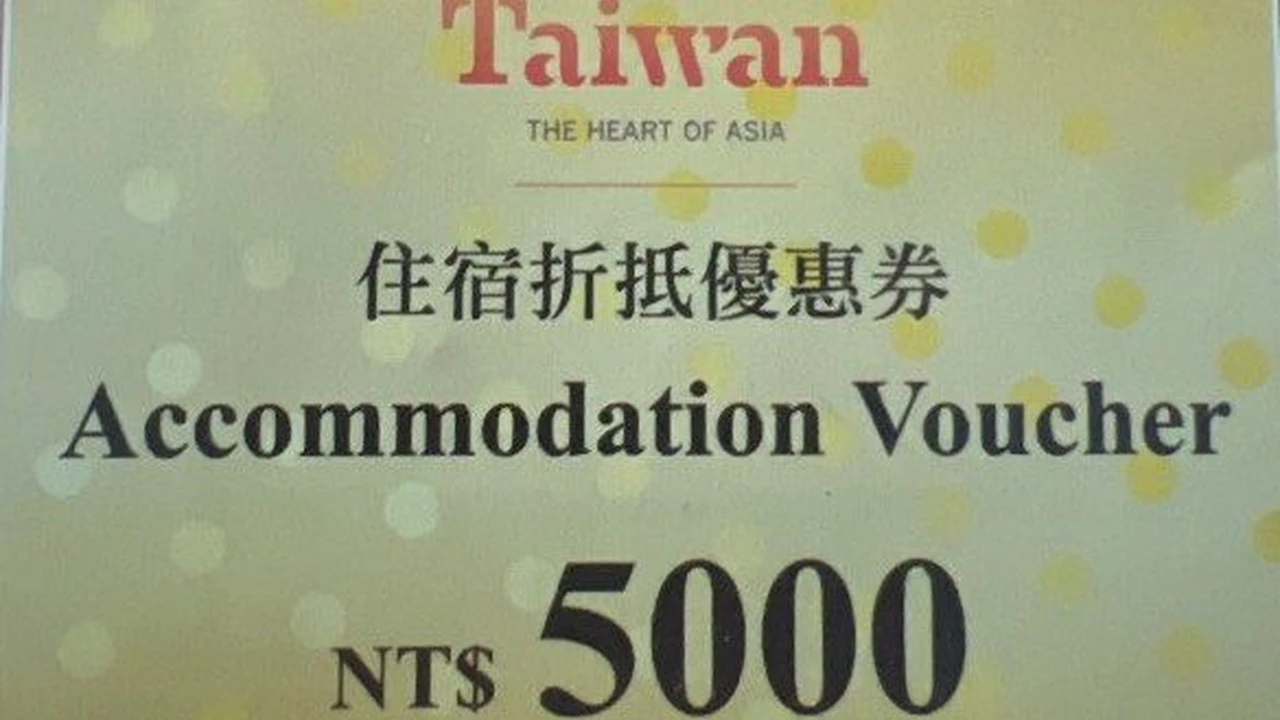 Taiwan
THE HEART OF ASIA
住宿折抵優惠券
Accommodation Voucher
NT$ 5000